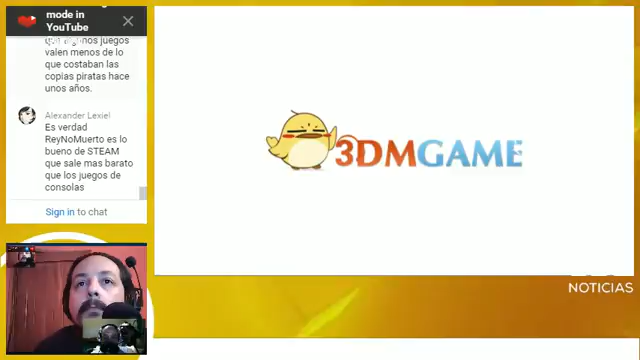 mode in
YouTube
que algunos juegos
valen menos de lo
que costaban las
copias piratas hace
unos años.
Alexander Lexiel
Es verdad
ReyNoMuerto es lo
bueno de STEAM
que sale mas barato
que los juegos de
consolas
Sign in to chat
3DMGAME
NOTICIAS